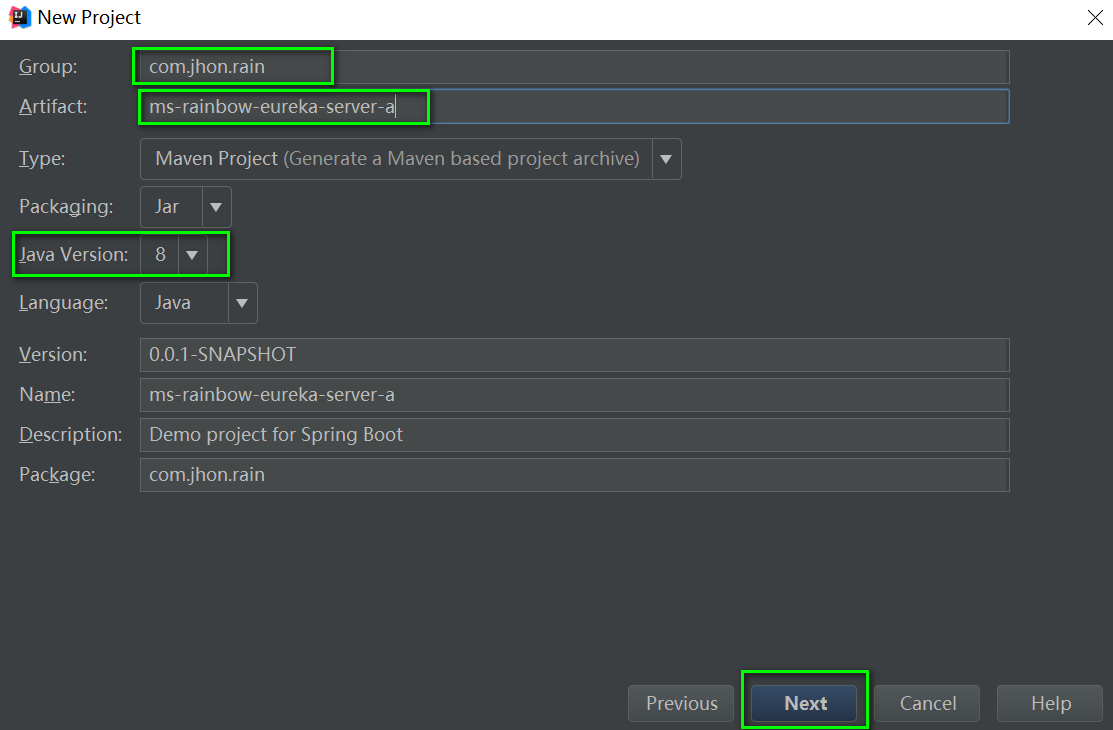 New Project
Group: com.jhon.rain
Artifact: ms-rainbow-eureka-server-a
Type: Maven Project (Generate a Maven based project archive)
Packaging: Jar
Java Version: 8
Language: Java
Version: 0.0.1-SNAPSHOT
Name: ms-rainbow-eureka-server-a
Description: Demo project for Spring Boot
Package: com.jhon.rain
Previous Next Cancel Help